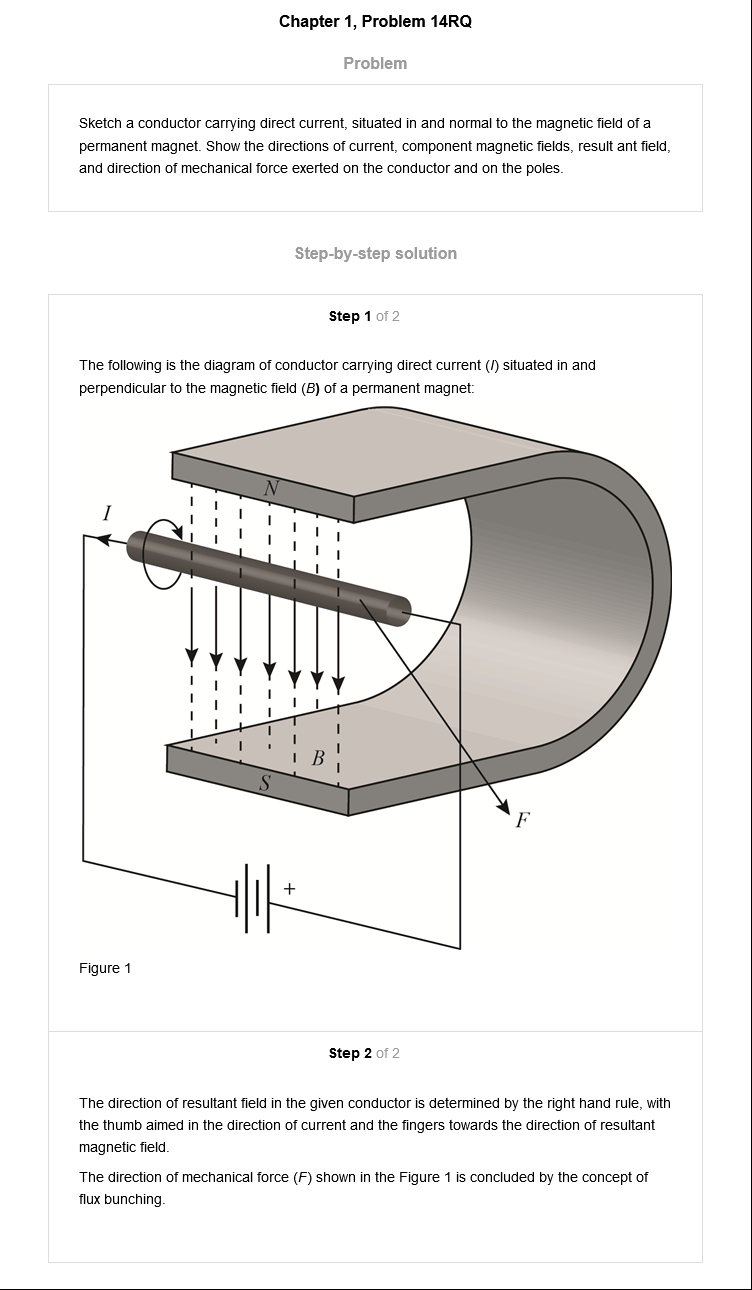 Chapter 1, Problem 14RQ
Problem
Sketch a conductor carrying direct current, situated in and normal to the magnetic field of a
permanent magnet. Show the directions of current, component magnetic fields, result ant field,
and direction of mechanical force exerted on the conductor and on the poles.
Step-by-step solution
Step 1 of 2
The following is the diagram of conductor carrying direct current (I) situated in and
perpendicular to the magnetic field (B) of a permanent magnet:
N
I
B
S
F
+
Figure 1
Step 2 of 2
The direction of resultant field in the given conductor is determined by the right hand rule, with
the thumb aimed in the direction of current and the fingers towards the direction of resultant
magnetic field.
The direction of mechanical force (F) shown in the Figure 1 is concluded by the concept of
flux bunching.